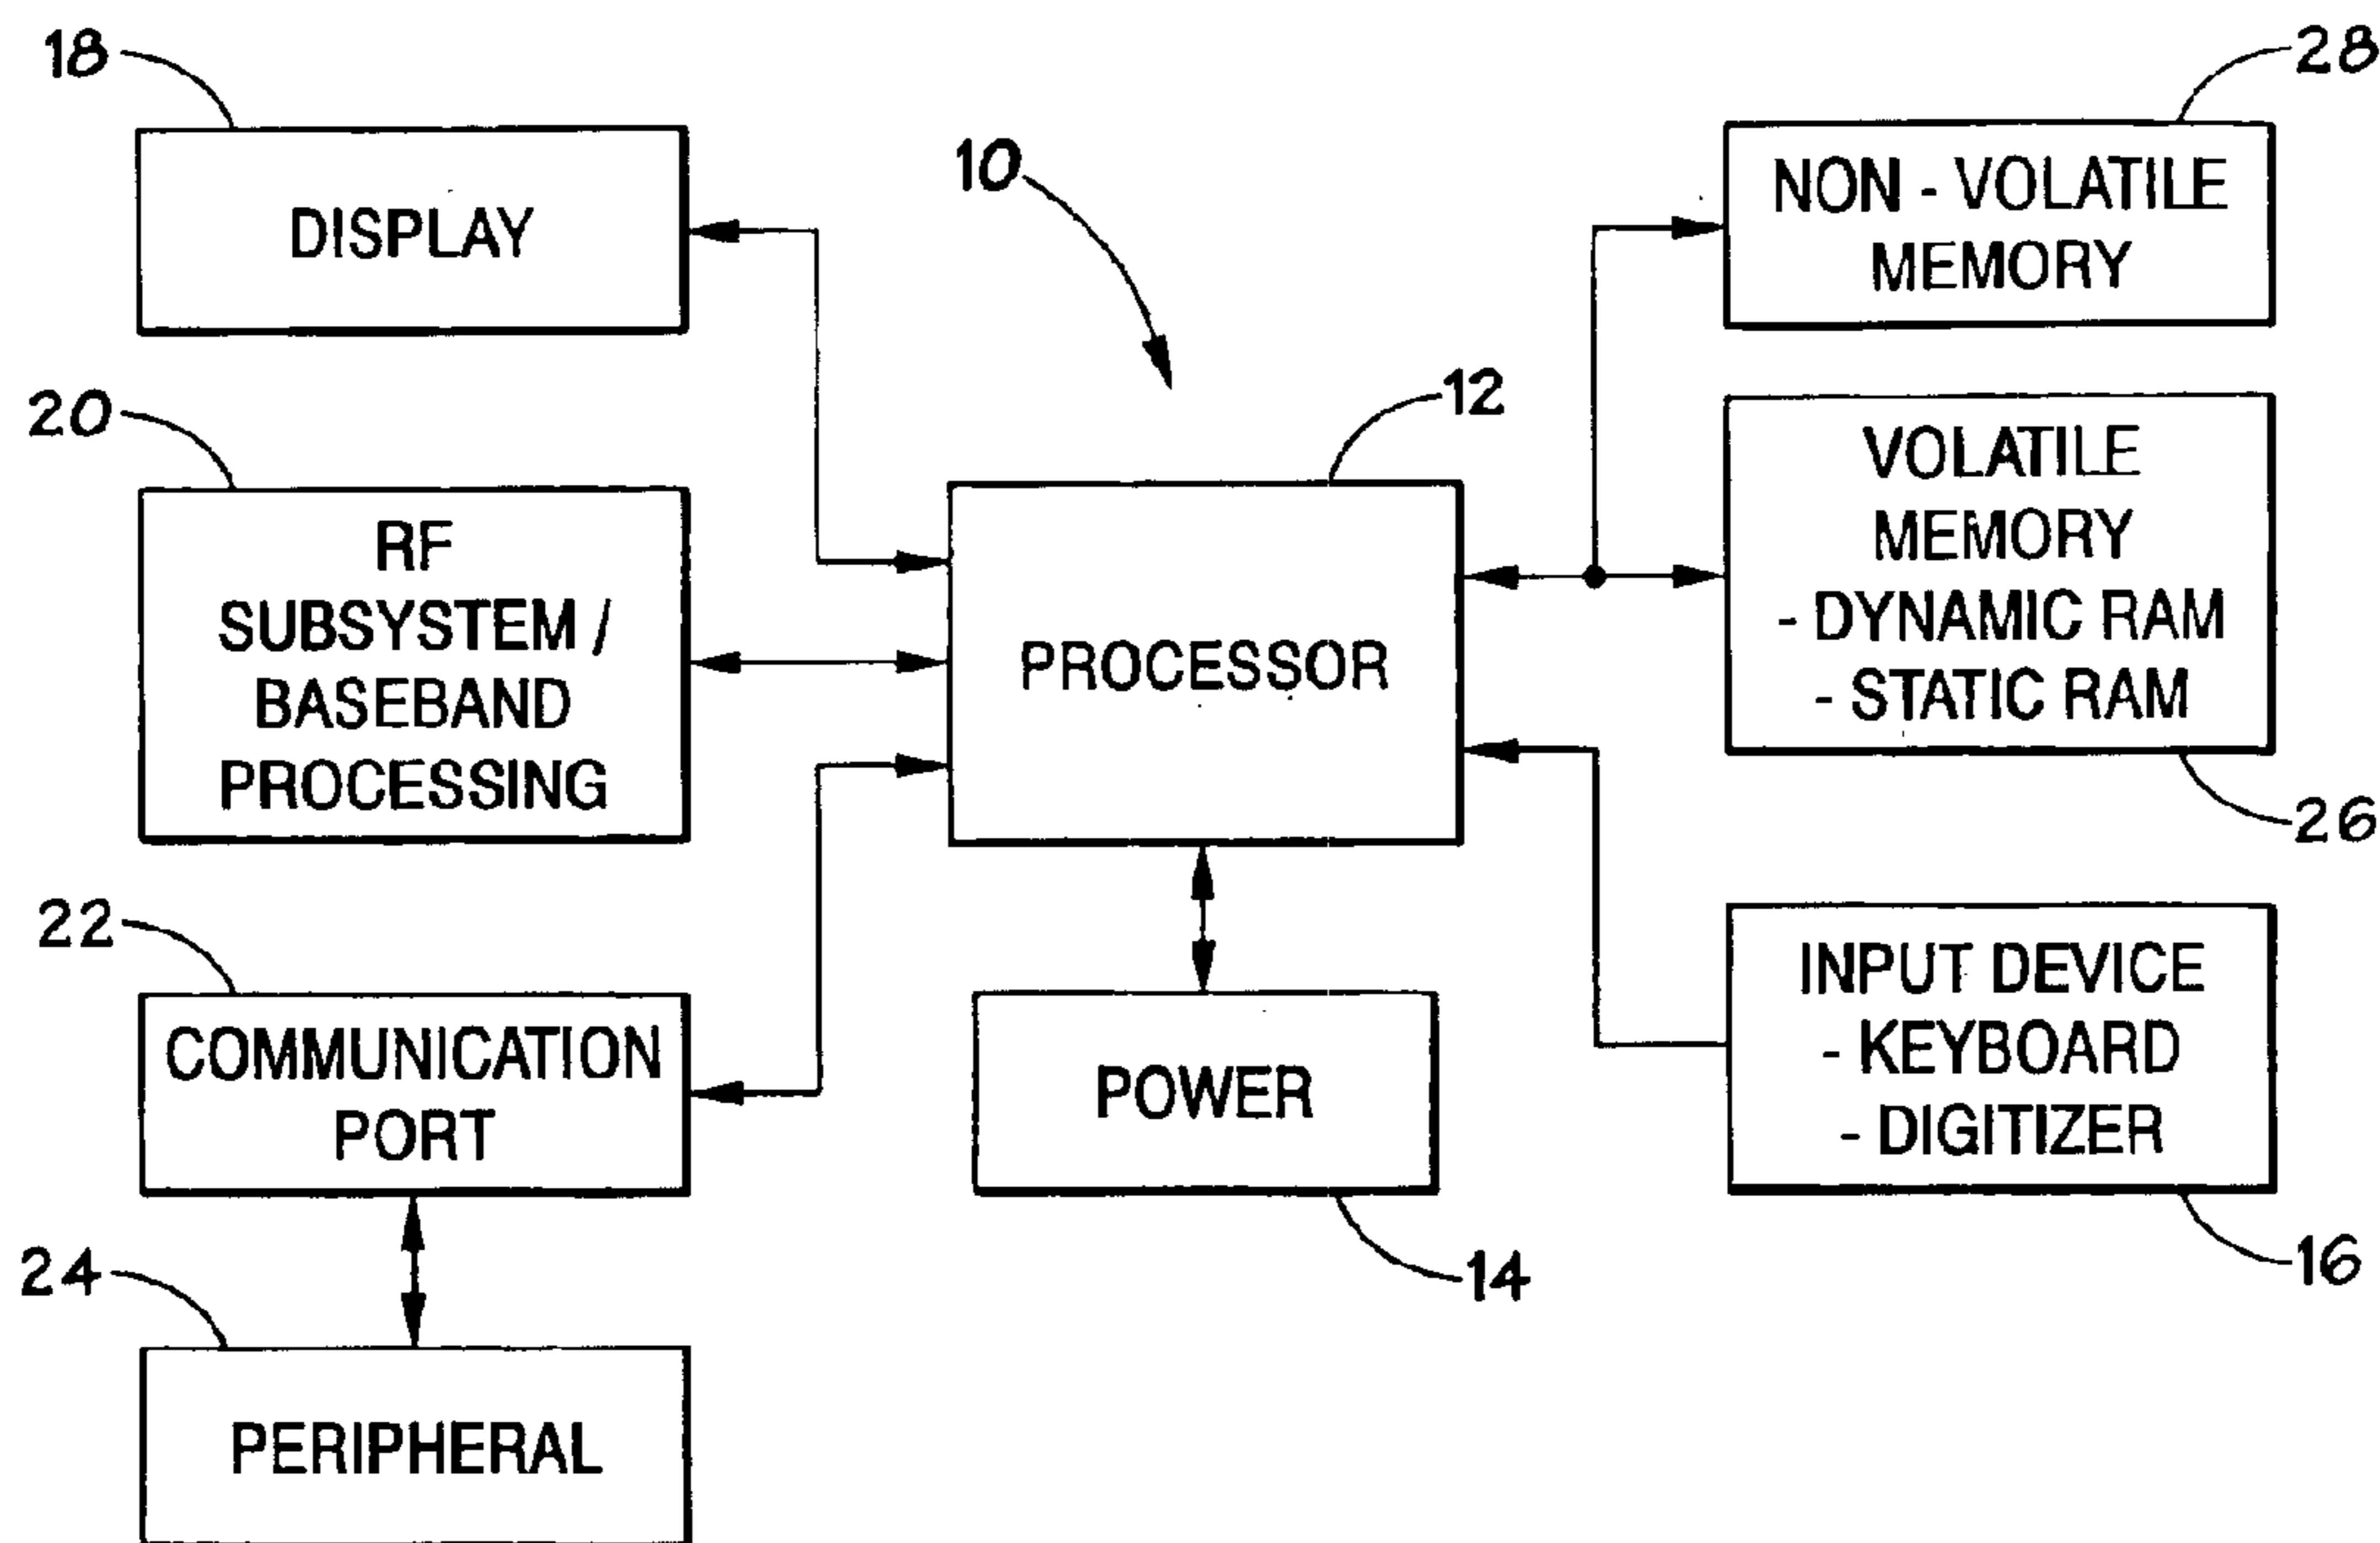 18
DISPLAY
10
28
NON - VOLATILE
MEMORY
20
RF
SUBSYSTEM /
BASEBAND
PROCESSING
12
PROCESSOR
VOLATILE
MEMORY
- DYNAMIC RAM
- STATIC RAM
26
22
COMMUNICATION
PORT
POWER
14
INPUT DEVICE
- KEYBOARD
- DIGITIZER
16
24
PERIPHERAL